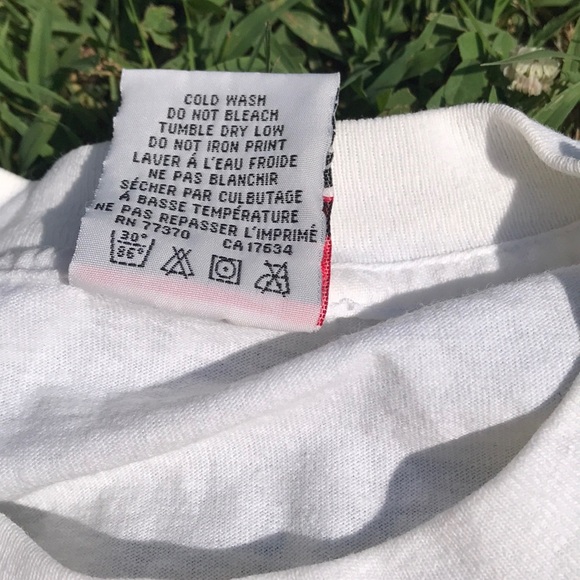 COLD WASH
DO NOT BLEACH
TUMBLE DRY LOW
DO NOT IRON PRINT
LAVER Á L'EAU FROIDE
NE PAS BLANCHIR
SÉCHER PAR CULBUTAGE
Á BASSE TEMPÉRATURE
NE PAS REPASSER L'IMPRIMÉ
RN 77370 CA 17634
30°
86°